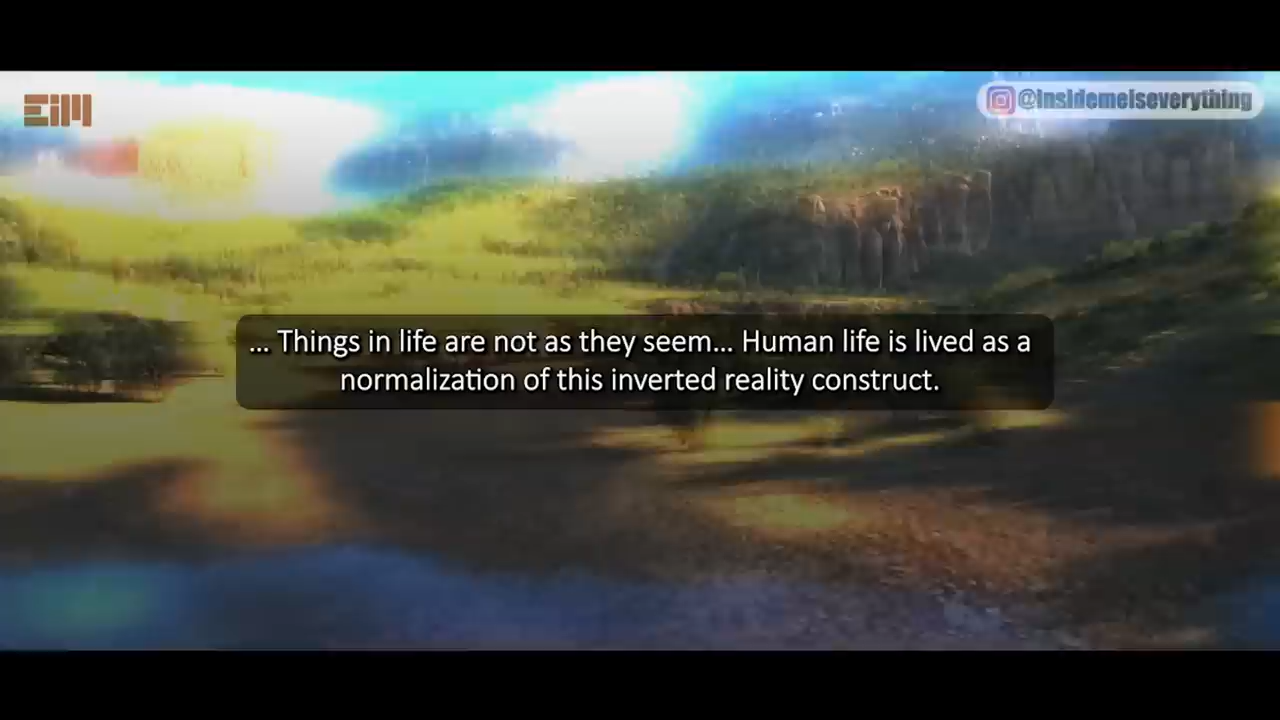 EiM
@insidemeiseverything
... Things in life are not as they seem... Human life is lived as a
normalization of this inverted reality construct.